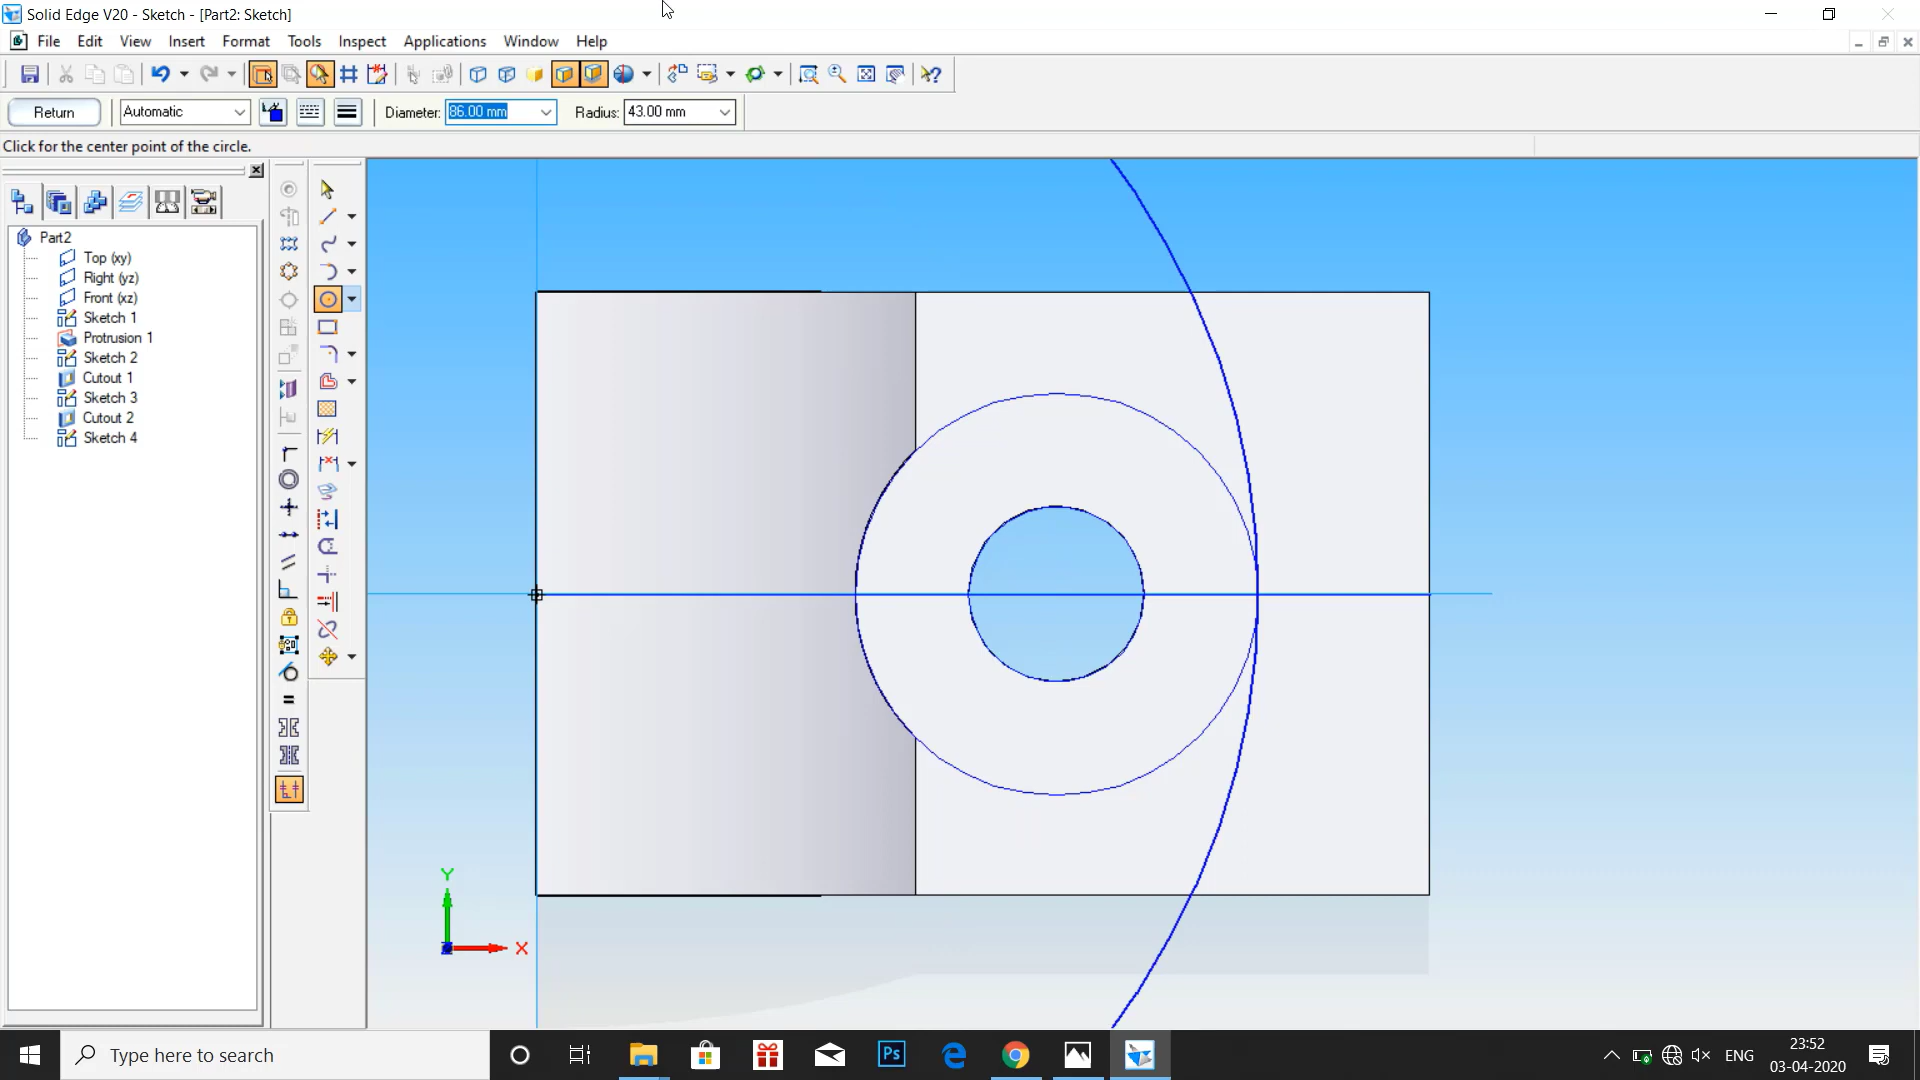 Solid Edge V20 - Sketch - [Part2: Sketch]
File Edit View Insert Format Tools Inspect Applications Window Help
Return Automatic Diameter: 86.00 mm Radius: 43.00 mm
Click for the center point of the circle.
Part2
Top (xy)
Right (yz)
Front (xz)
Sketch 1
Protrusion 1
Sketch 2
Cutout 1
Sketch 3
Cutout 2
Sketch 4
Y
X
Type here to search
Ps
ENG
23:52
03-04-2020